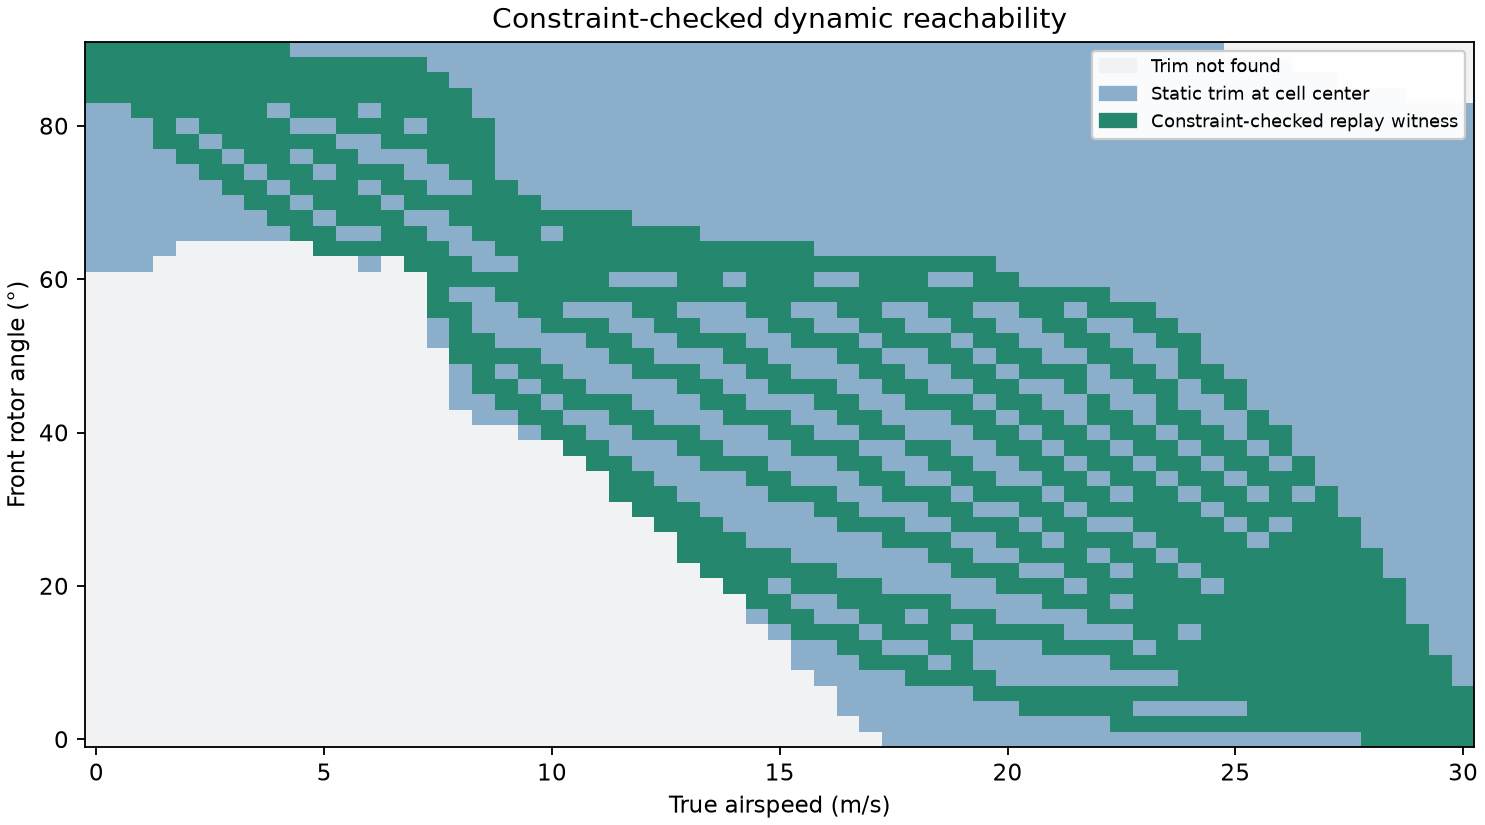 Constraint-checked dynamic reachability
Trim not found
Static trim at cell center
Constraint-checked replay witness
Front rotor angle (°)
80
60
40
20
0
0 5 10 15 20 25 30
True airspeed (m/s)